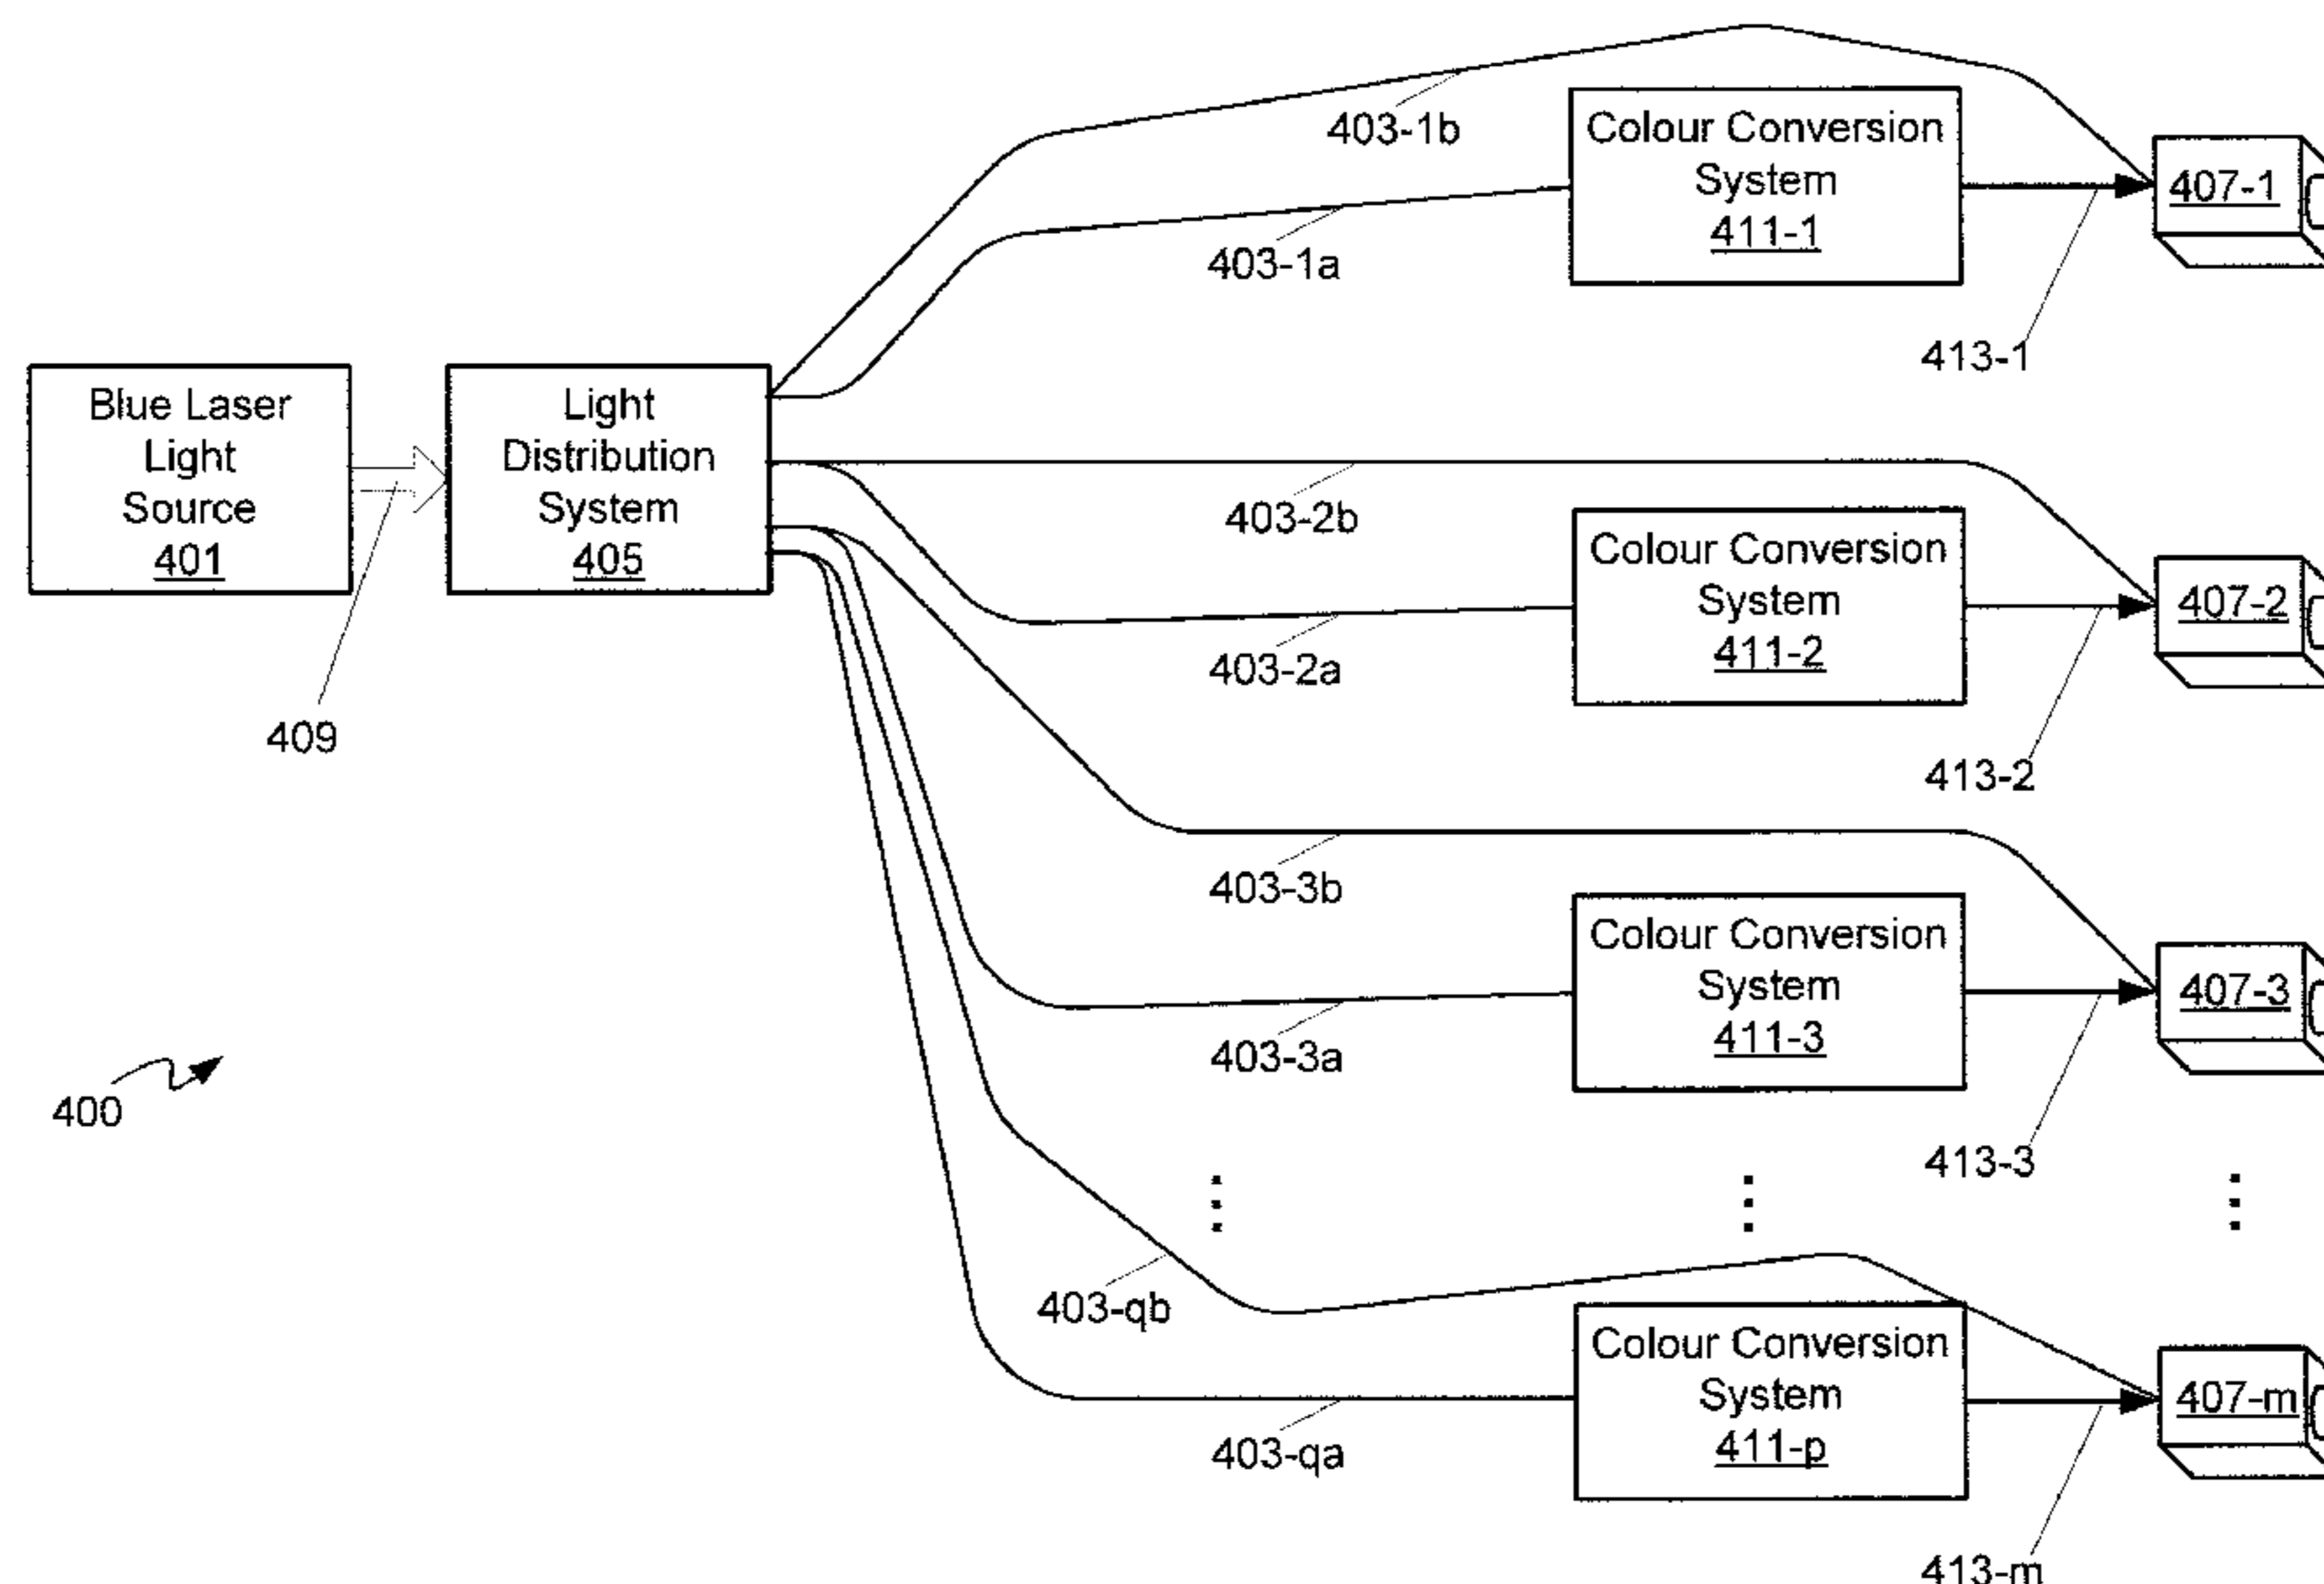 403-1b
Colour Conversion
System
411-1
407-1
403-1a
413-1
Blue Laser
Light
Source
401
Light
Distribution
System
405
409
403-2b
Colour Conversion
System
411-2
407-2
403-2a
413-2
403-3b
Colour Conversion
System
411-3
407-3
403-3a
413-3
400
403-qb
Colour Conversion
System
411-p
407-m
403-qa
413-m